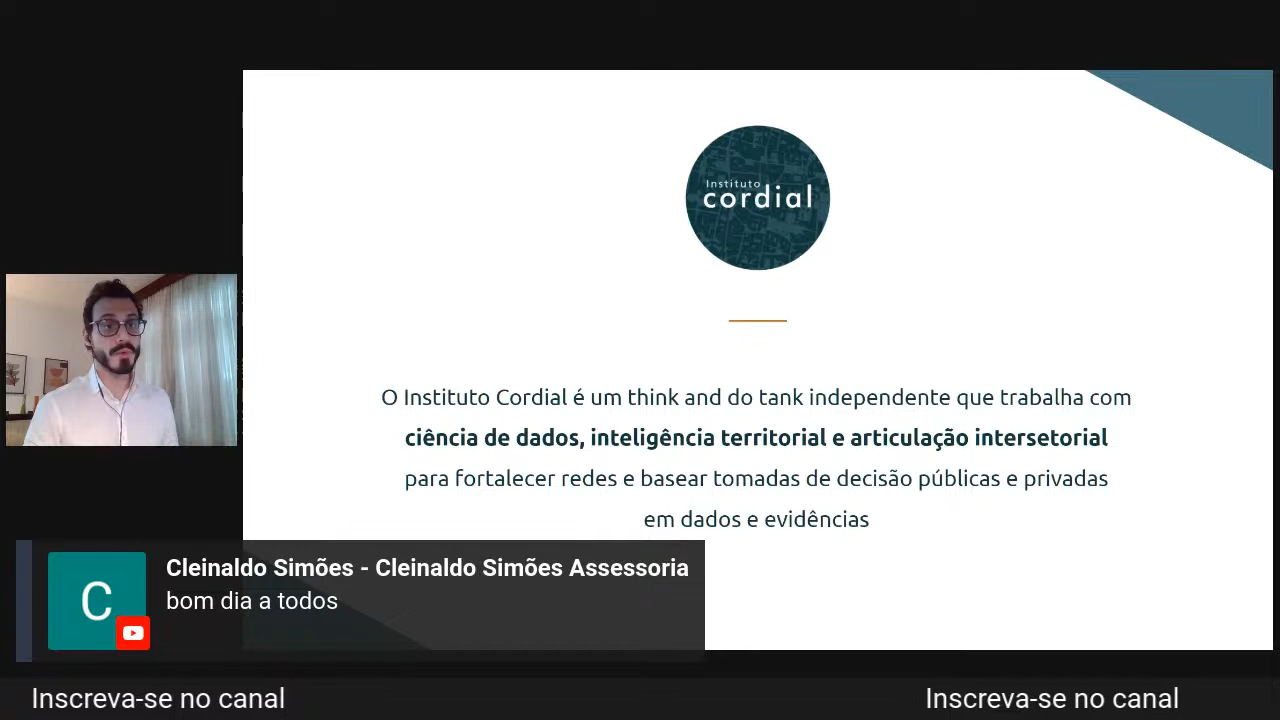 Instituto
cordial
O Instituto Cordial é um think and do tank independente que trabalha com
ciência de dados, inteligência territorial e articulação intersetorial
para fortalecer redes e basear tomadas de decisão públicas e privadas
em dados e evidências
C
Cleinaldo Simões - Cleinaldo Simões Assessoria
bom dia a todos
Inscreva-se no canal
Inscreva-se no canal